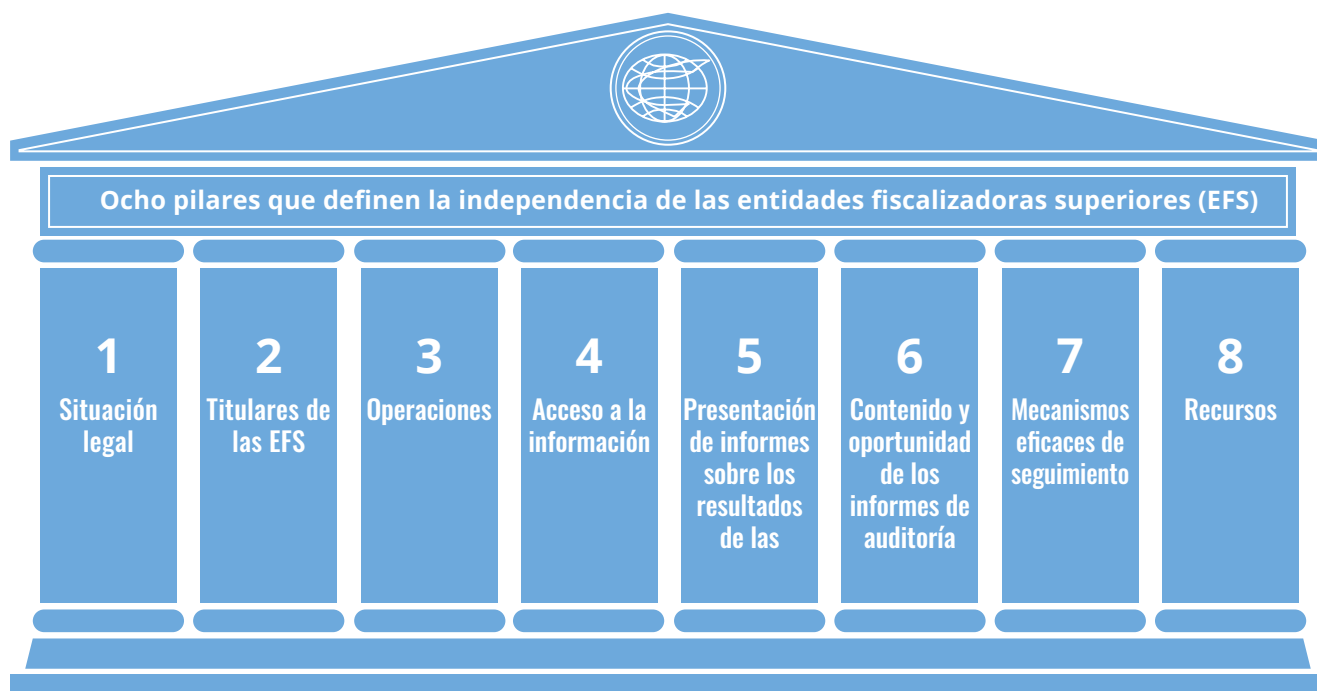 Ocho pilares que definen la independencia de las entidades fiscalizadoras superiores (EFS)
1
Situación
legal
2
Titulares de
las EFS
3
Operaciones
4
Acceso a la
información
5
Presentación
de informes
sobre los
resultados
de las
6
Contenido y
oportunidad
de los
informes de
auditoría
7
Mecanismos
eficaces de
seguimiento
8
Recursos